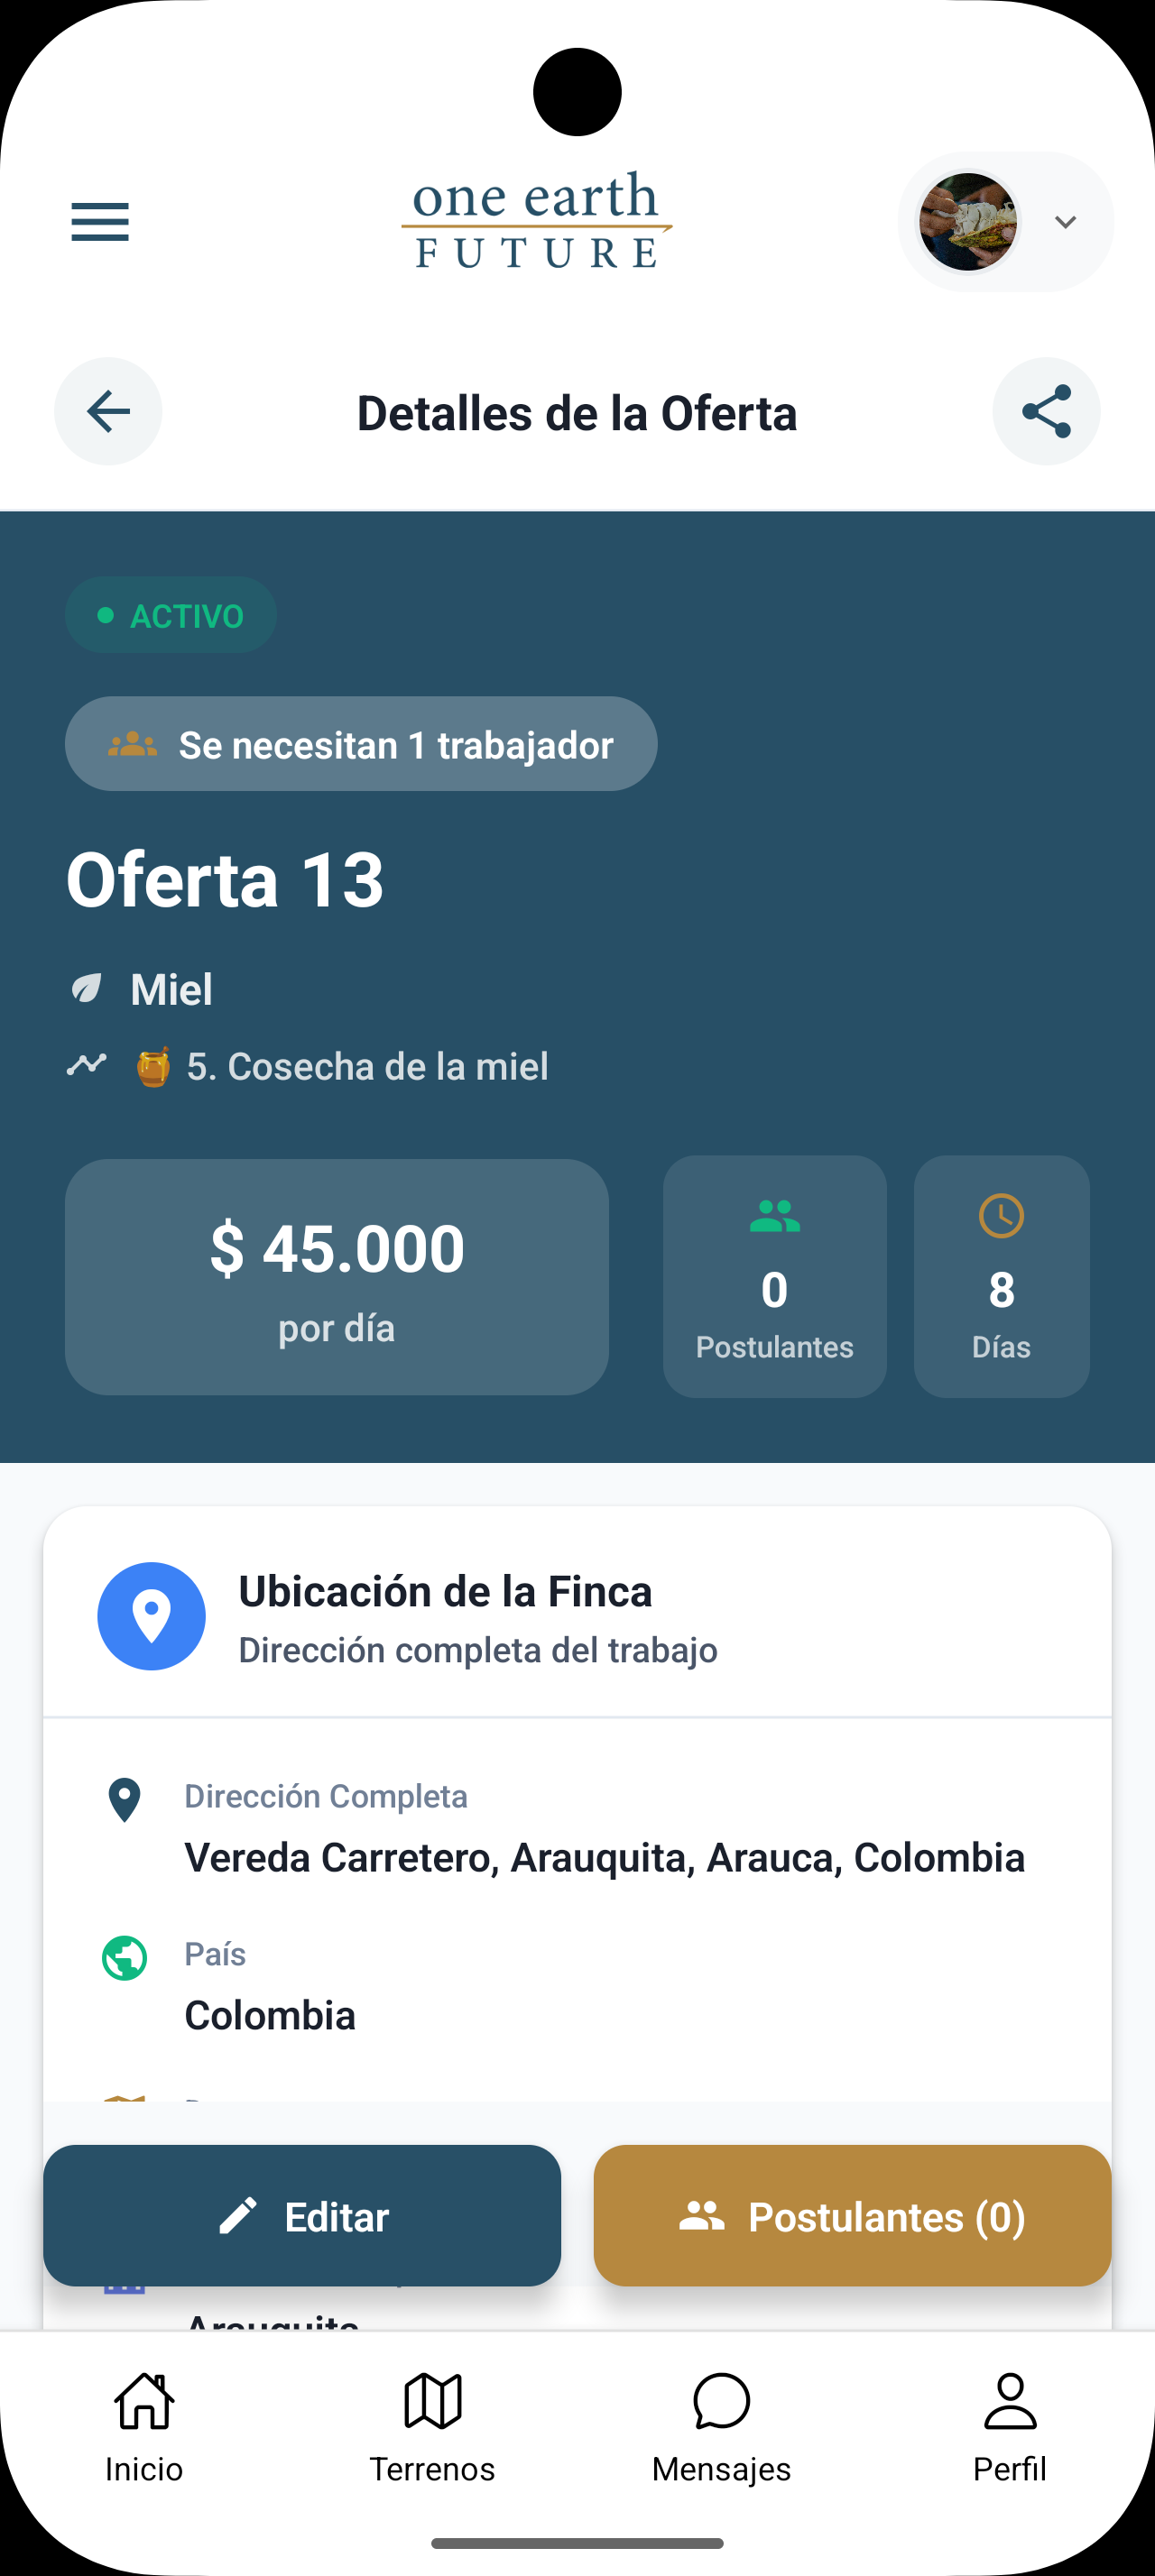 one earth
FUTURE
Detalles de la Oferta
ACTIVO
Se necesitan 1 trabajador
Oferta 13
Miel
5. Cosecha de la miel
$ 45.000
por día
0
Postulantes
8
Días
Ubicación de la Finca
Dirección completa del trabajo
Dirección Completa
Vereda Carretero, Arauquita, Arauca, Colombia
País
Colombia
Editar
Postulantes (0)
Arauquita
Inicio
Terrenos
Mensajes
Perfil